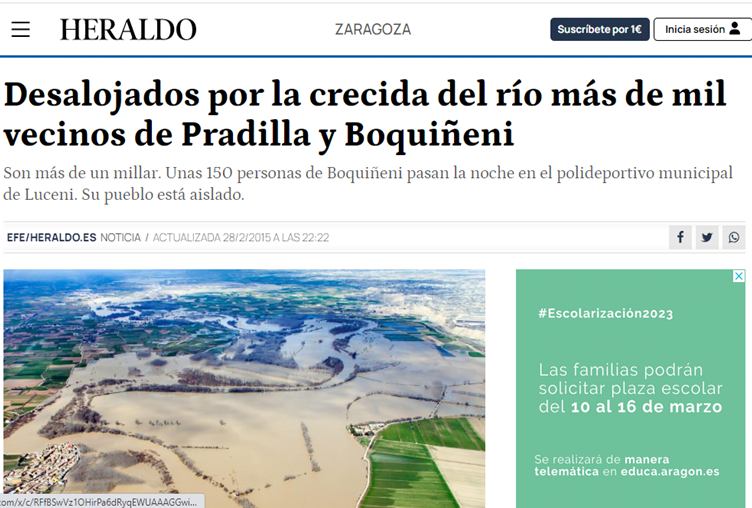 HERALDO
ZARAGOZA
Suscríbete por 1€
Inicia sesión
Desalojados por la crecida del río más de mil
vecinos de Pradilla y Boquiñeni
Son más de un millar. Unas 150 personas de Boquiñeni pasan la noche en el polideportivo municipal
de Luceni. Su pueblo está aislado.
EFE/HERALDO.ES NOTICIA / ACTUALIZADA 28/2/2015 A LAS 22:22
#Escolarización2023
Las familias podrán
solicitar plaza escolar
del 10 al 16 de marzo
Se realizará de manera
telemática en educa.aragon.es